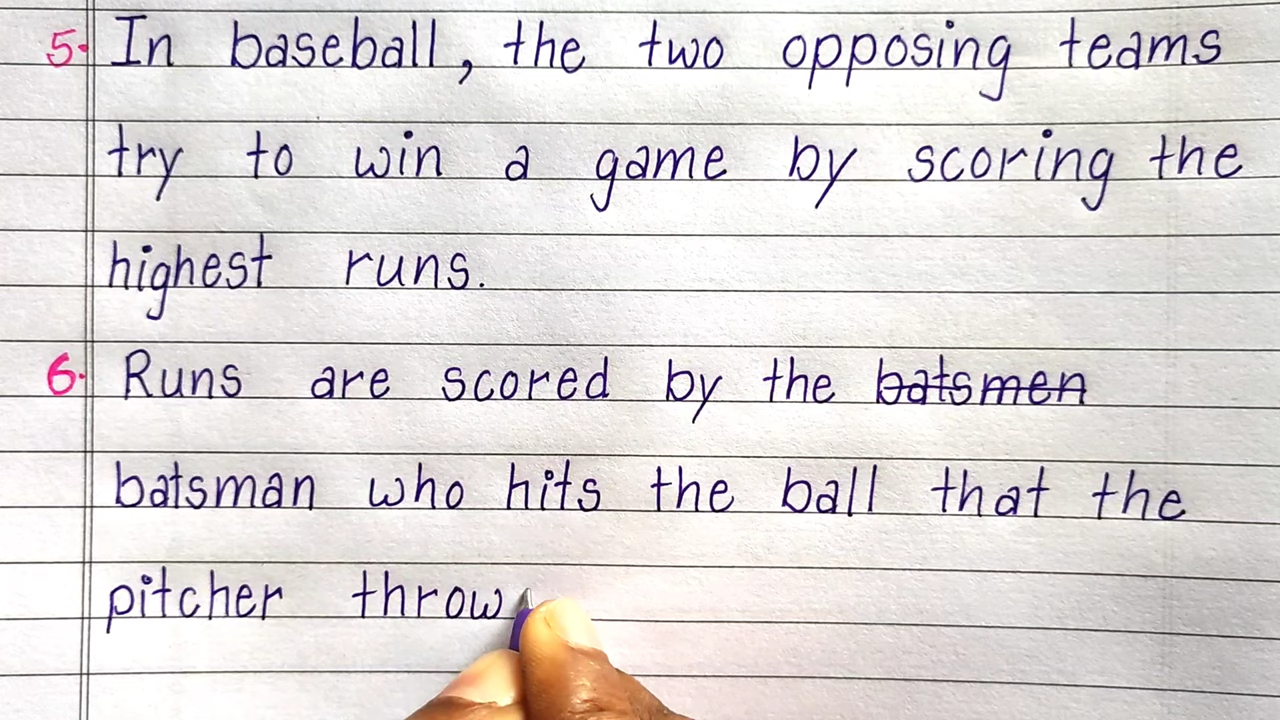 5. In baseball, the two opposing teams
try to win a game by scoring the
highest runs.
6. Runs are scored by the batsmen
batsman who hits the ball that the
pitcher throw